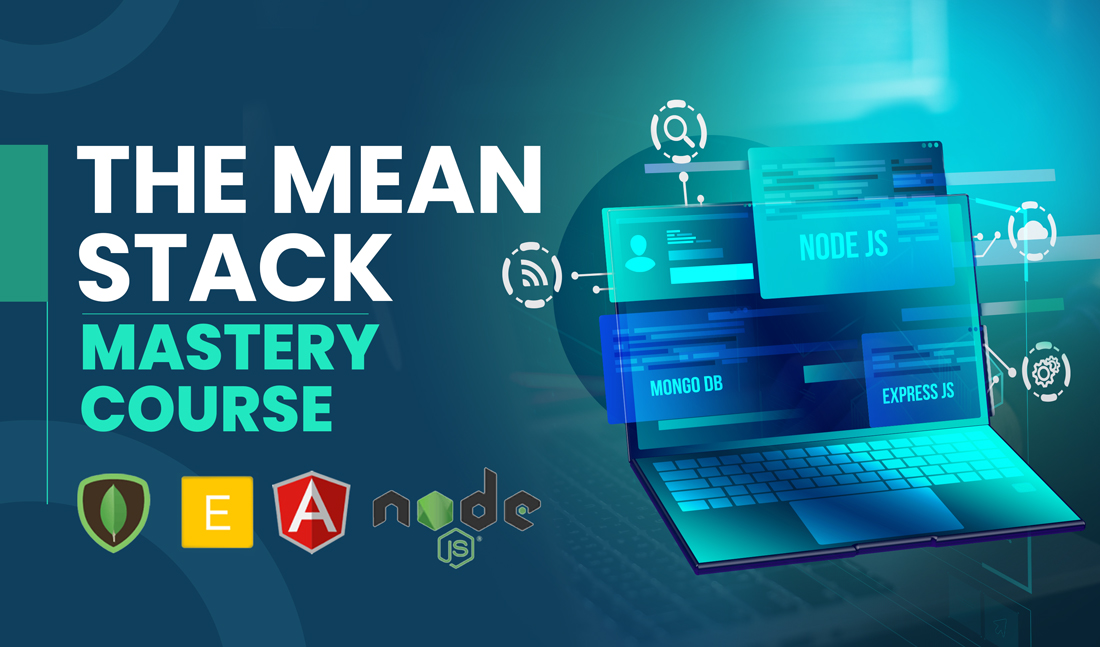 THE MEAN
STACK
MASTERY
COURSE
E
A
node
JS®
NODE JS
MONGO DB
EXPRESS JS